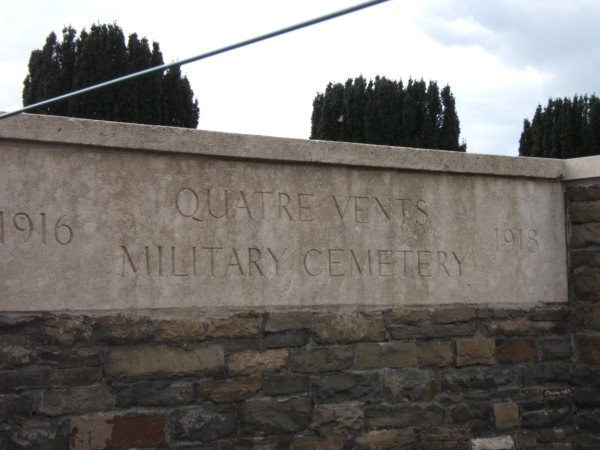 QUATRE VENTS
1916
1918
MILITARY CEMETERY